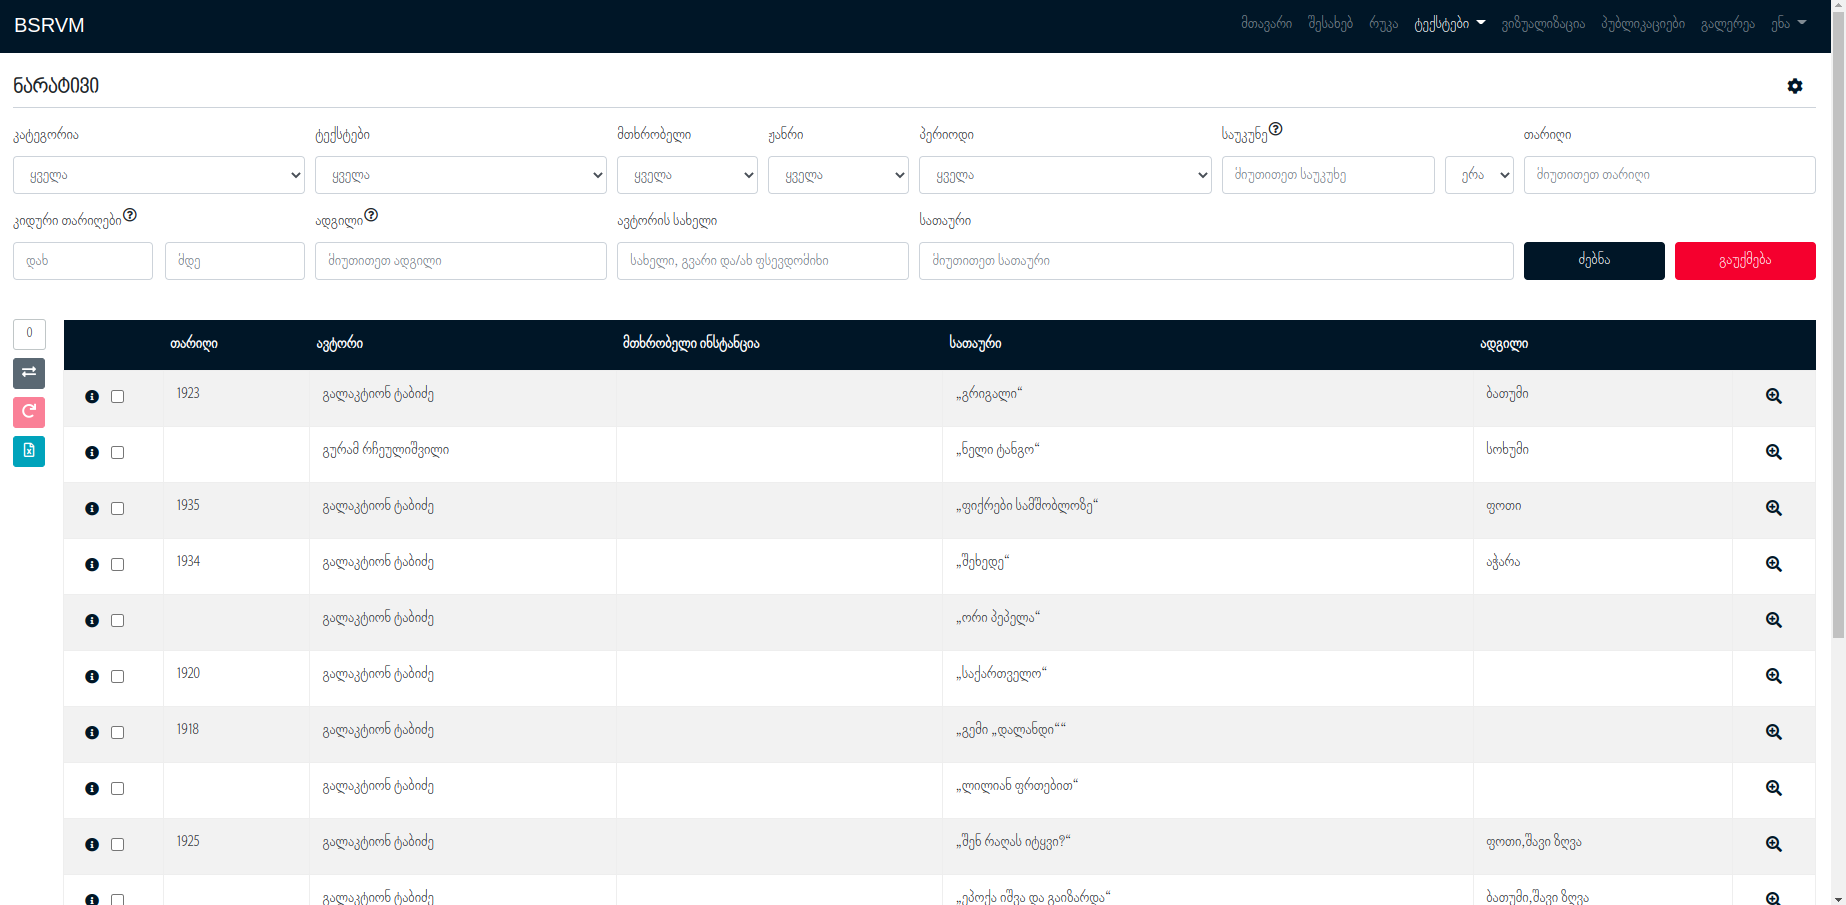 BSRVM
მთავარი შესახებ რუკა ტექსტები ვიზუალიზაცია პუბლიკაციები გალერეა ენა
ნარატივი
კატეგორია ტექსტები მთხრობელი ჟანრი პერიოდი საუკუნე თარიღი
ყველა ყველა ყველა ყველა ყველა მიუთითეთ საუკუნე ერა მიუთითეთ თარიღი
კიდური თარიღები ადგილი ავტორის სახელი სათაური
დან მდე მიუთითეთ ადგილი სახელი, გვარი და/ან ფსევდომინი მიუთითეთ სათაური ძებნა გაუქმება
0
თარიღი ავტორი მთხრობელი ინსტანცია სათაური ადგილი
1923 გალაკტიონ ტაბიძე „გრიგალი“ ბათუმი
გურამ რჩეულიშვილი „ნელი ტანგო“ სოხუმი
1935 გალაკტიონ ტაბიძე „ფიქრები სამშობლოზე“ ფოთი
1934 გალაკტიონ ტაბიძე „შეხედე“ აჭარა
გალაკტიონ ტაბიძე „ორი პეპელა“
1920 გალაკტიონ ტაბიძე „საქართველო“
1918 გალაკტიონ ტაბიძე „გემი „დალანდი““
გალაკტიონ ტაბიძე „ლილიან ფრთებით“
1925 გალაკტიონ ტაბიძე „შენ რაღას იტყვი?“ ფოთი,შავი ზღვა
გალაკტიონ ტაბიძე „ეპოქა იშვა და გაიზარდა“ ბათუმი,შავი ზღვა